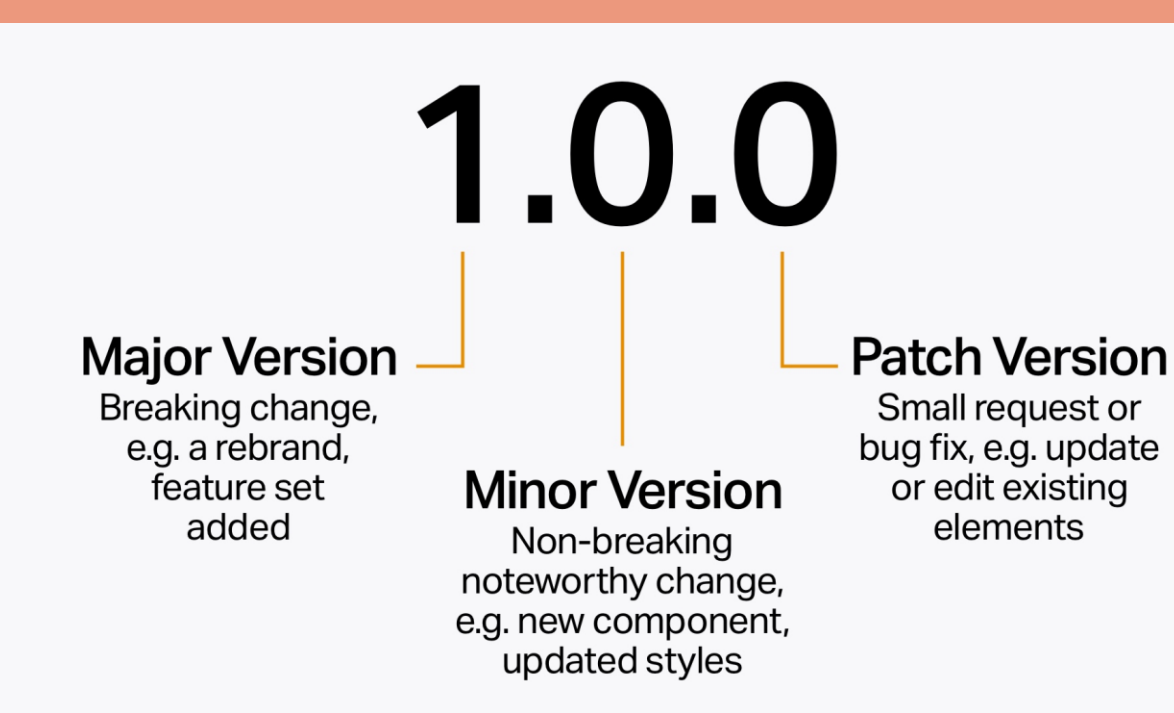 1.0.0
Major Version
Breaking change,
e.g. a rebrand,
feature set
added
Minor Version
Non-breaking
noteworthy change,
e.g. new component,
updated styles
Patch Version
Small request or
bug fix, e.g. update
or edit existing
elements